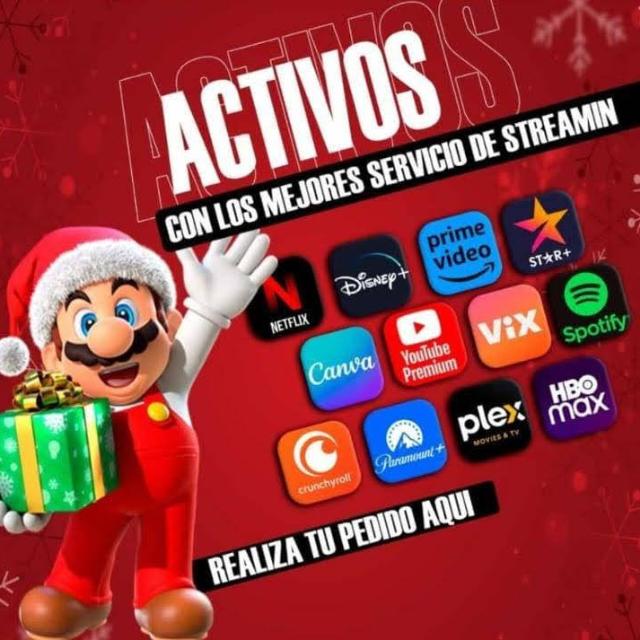 ACTIVOS
ACTIVOS
CON LOS MEJORES SERVICIO DE STREAMIN
N
NETFLIX
Disney+
prime
video
STAR+
Canva
YouTube
Premium
ViX
Spotify
crunchyroll
Paramount+
plex
MOVIES & TV
HBO
max
REALIZA TU PEDIDO AQUI